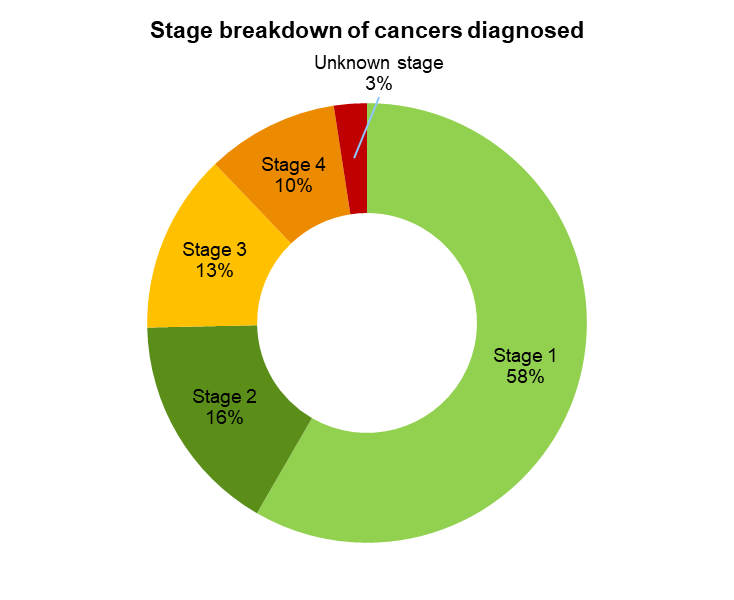 Stage breakdown of cancers diagnosed
Unknown stage
3%
Stage 4
10%
Stage 3
13%
Stage 1
58%
Stage 2
16%